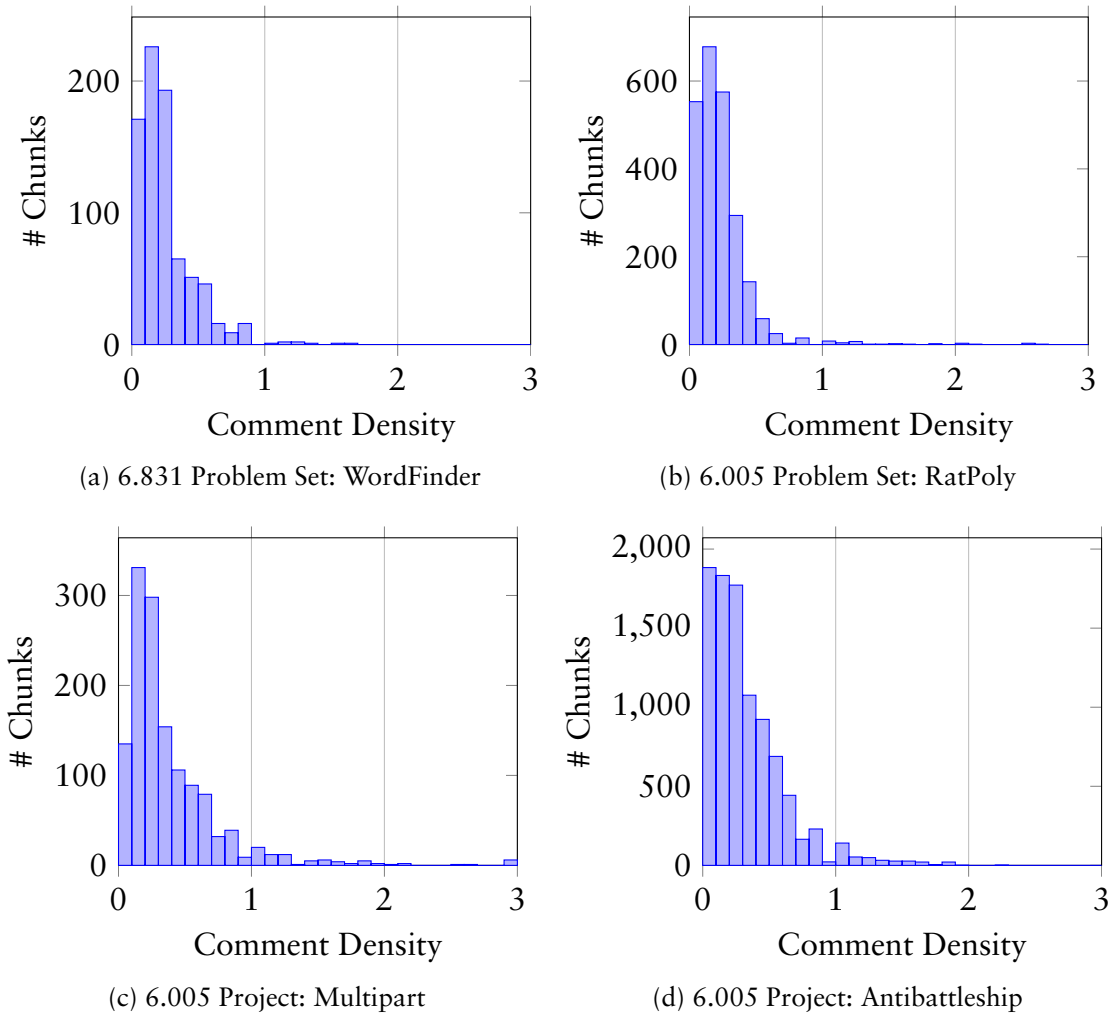 200
100
0
# Chunks
0 1 2 3
Comment Density
(a) 6.831 Problem Set: WordFinder
600
400
200
0
# Chunks
0 1 2 3
Comment Density
(b) 6.005 Problem Set: RatPoly
300
200
100
0
# Chunks
0 1 2 3
Comment Density
(c) 6.005 Project: Multipart
2,000
1,500
1,000
500
0
# Chunks
0 1 2 3
Comment Density
(d) 6.005 Project: Antibattleship